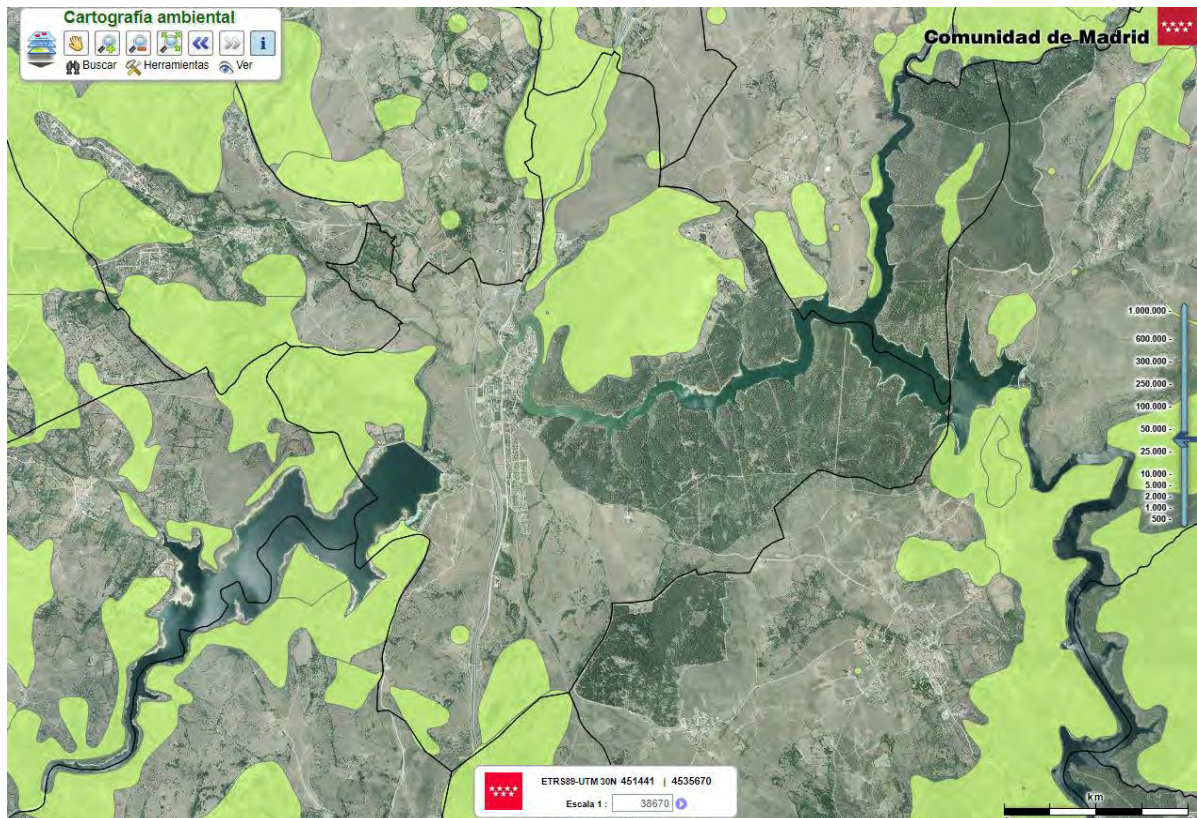 Cartografía ambiental
Buscar Herramientas Ver
Comunidad de Madrid
1.000.000
600.000
300.000
250.000
100.000
50.000
25.000
10.000
5.000
2.000
1.000
500
ETRS89-UTM 30N 451441 | 4535670
Escala 1 : 38670
km